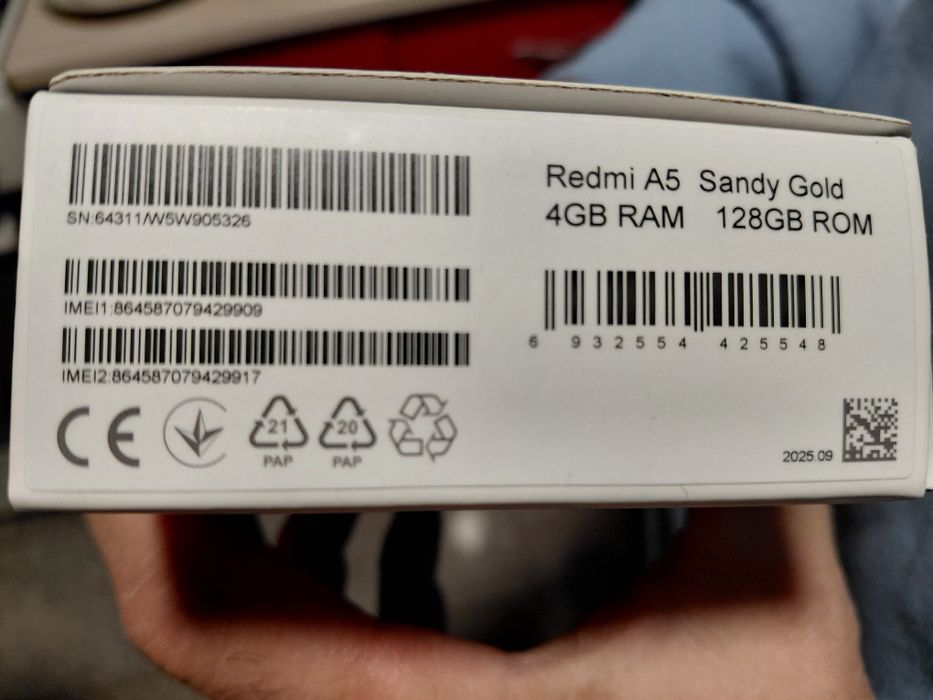 SN:64311/W5W905326
IMEI1:864587079429909
IMEI2:864587079429917
CE
21
PAP
20
PAP
Redmi A5 Sandy Gold
4GB RAM 128GB ROM
6 932554 425548
2025.09